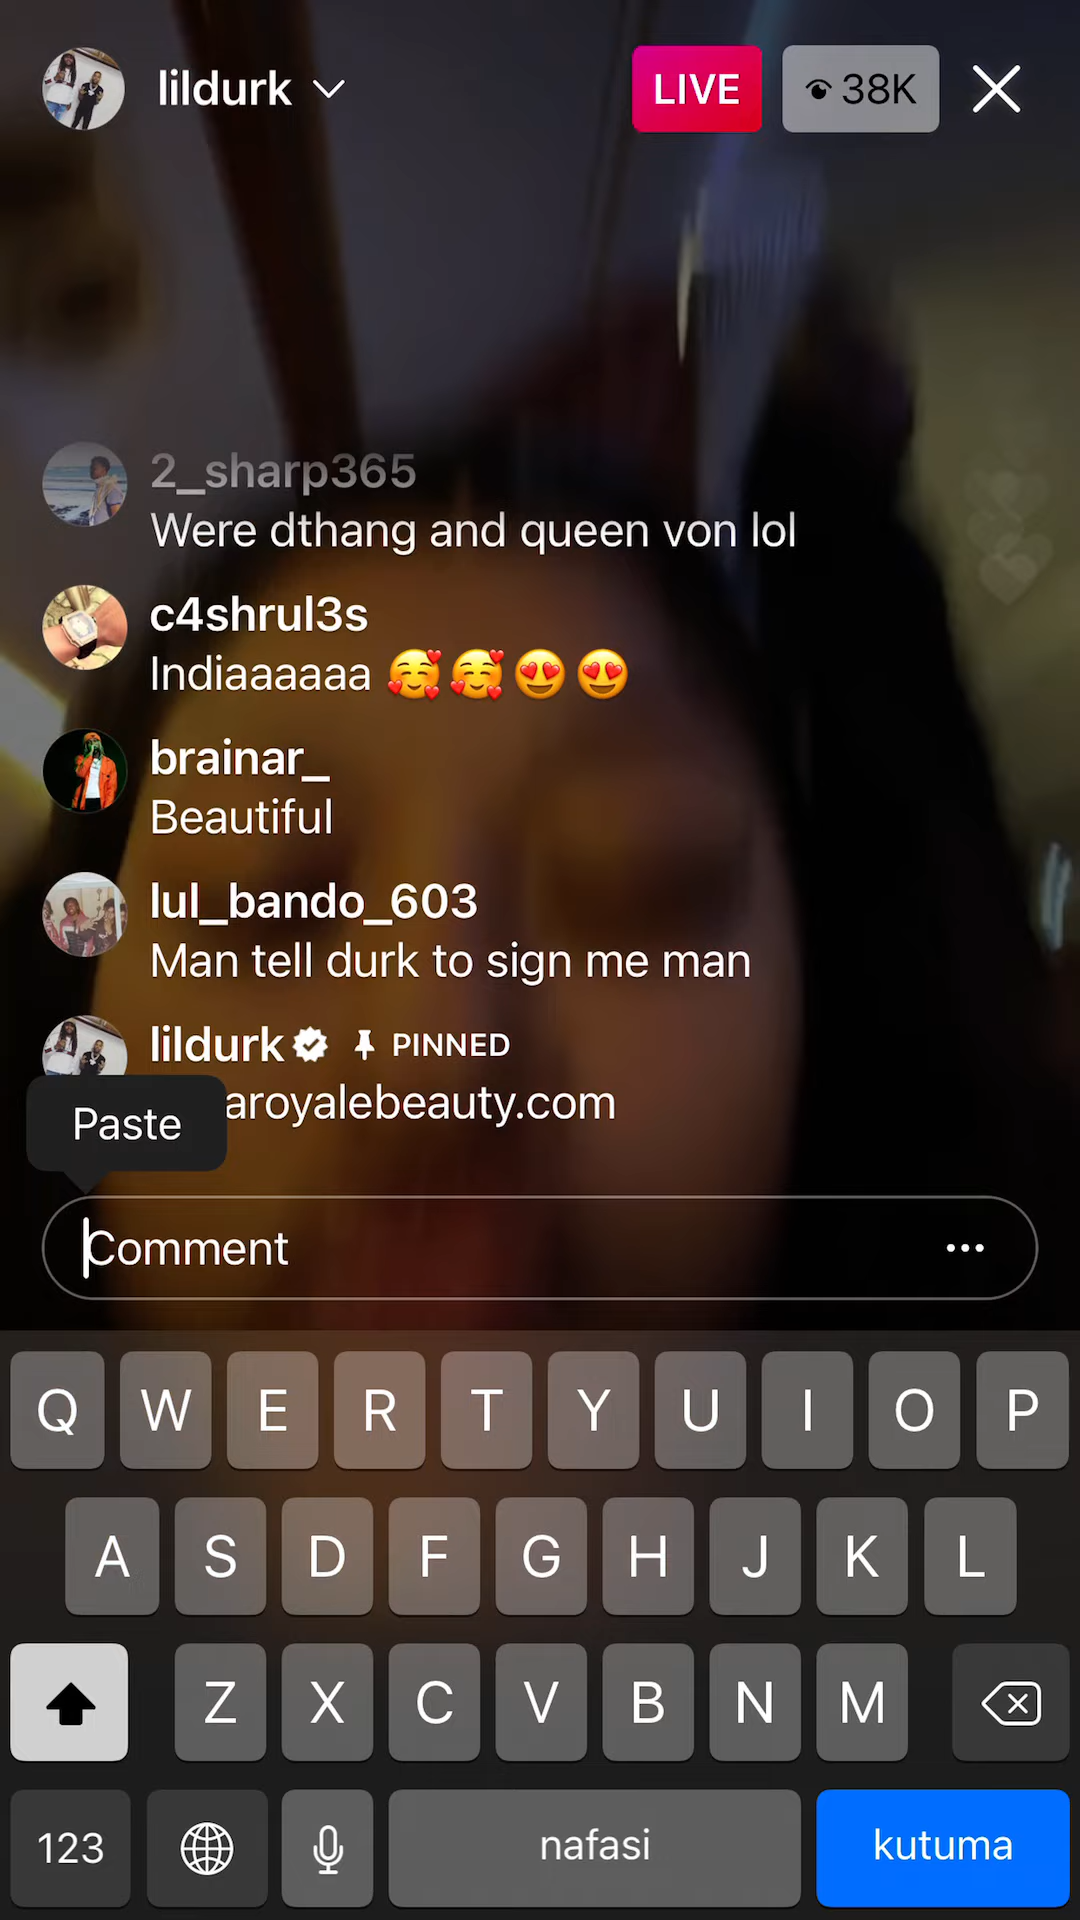 lildurk
LIVE
38K
2_sharp365
Were dthang and queen von lol
c4shrul3s
Indiaaaaaa 🥰🥰😍😍
brainar_
Beautiful
lul_bando_603
Man tell durk to sign me man
lildurk PINNED
aroyalebeauty.com
Paste
Comment
Q W E R T Y U I O P
A S D F G H J K L
Z X C V B N M
123 nafasi kutuma